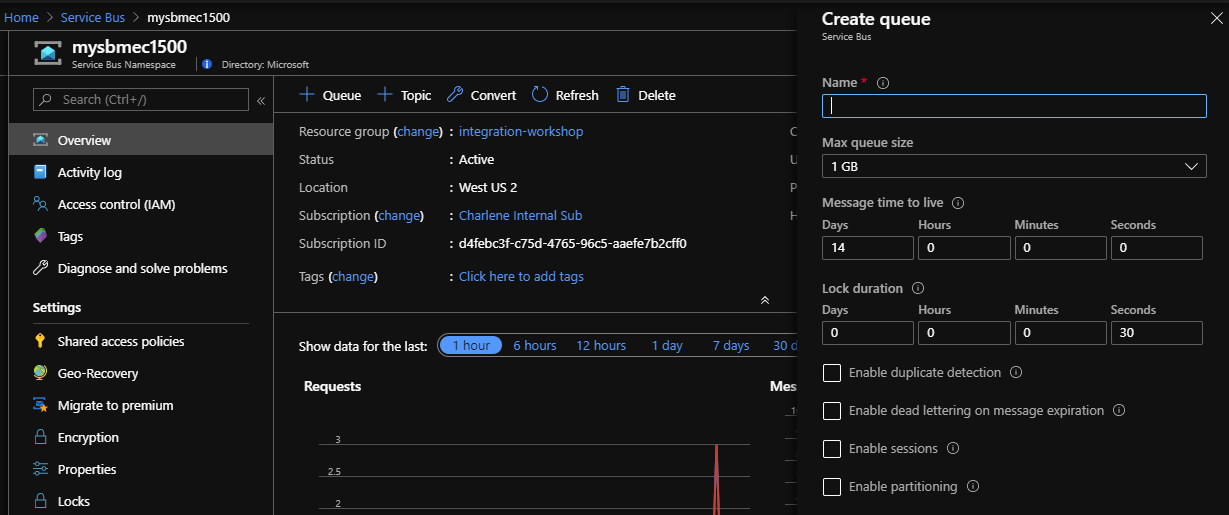 Home > Service Bus > mysbmec1500
mysbmec1500
Service Bus Namespace
Directory: Microsoft
Search (Ctrl+/)
Overview
Activity log
Access control (IAM)
Tags
Diagnose and solve problems
Settings
Shared access policies
Geo-Recovery
Migrate to premium
Encryption
Properties
Locks
Queue Topic Convert Refresh Delete
Resource group (change) : integration-workshop
Status : Active
Location : West US 2
Subscription (change) : Charlene Internal Sub
Subscription ID : d4febc3f-c75d-4765-96c5-aaefe7b2cff0
Tags (change) : Click here to add tags
Show data for the last: 1 hour 6 hours 12 hours 1 day 7 days 30 d
Requests
3
2.5
2
Mes
Create queue
Service Bus
Name *
Max queue size
1 GB
Message time to live
Days Hours Minutes Seconds
14 0 0 0
Lock duration
Days Hours Minutes Seconds
0 0 0 30
Enable duplicate detection
Enable dead lettering on message expiration
Enable sessions
Enable partitioning